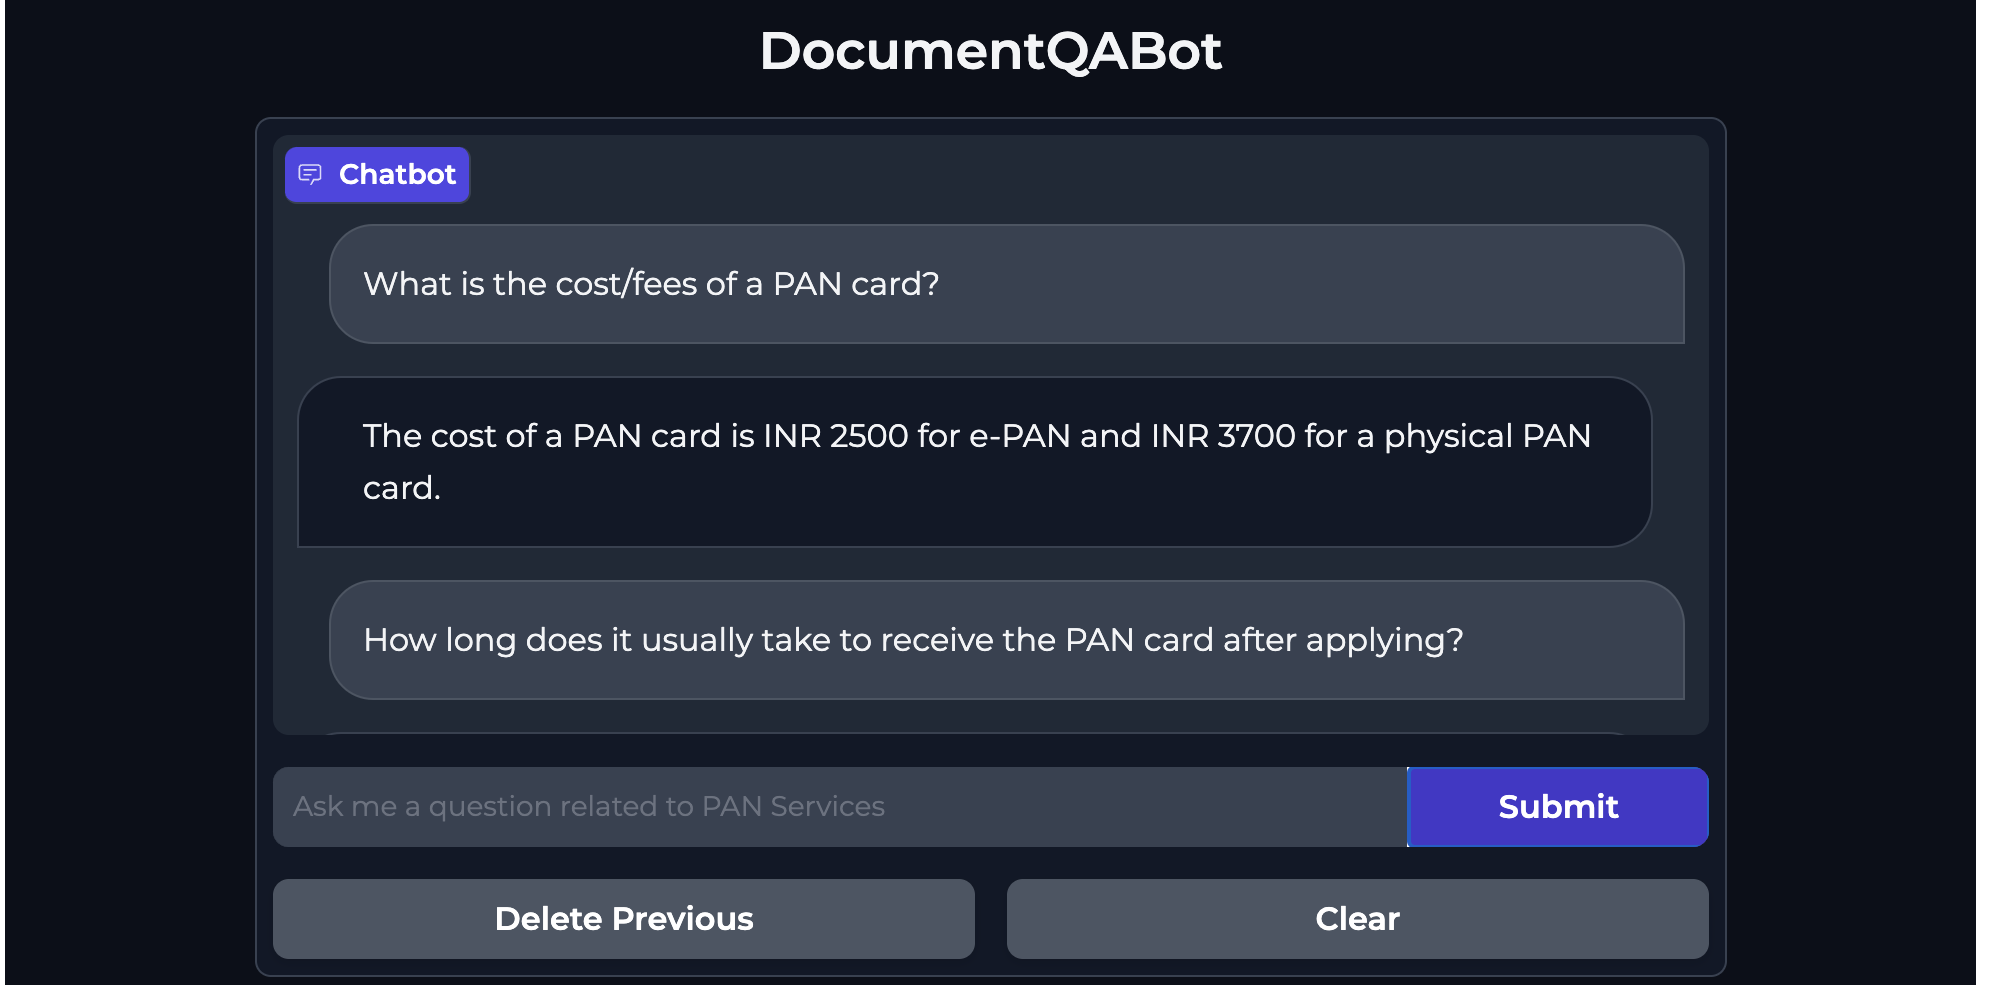 DocumentQABot
Chatbot
What is the cost/fees of a PAN card?
The cost of a PAN card is INR 2500 for e-PAN and INR 3700 for a physical PAN
card.
How long does it usually take to receive the PAN card after applying?
Ask me a question related to PAN Services
Submit
Delete Previous
Clear